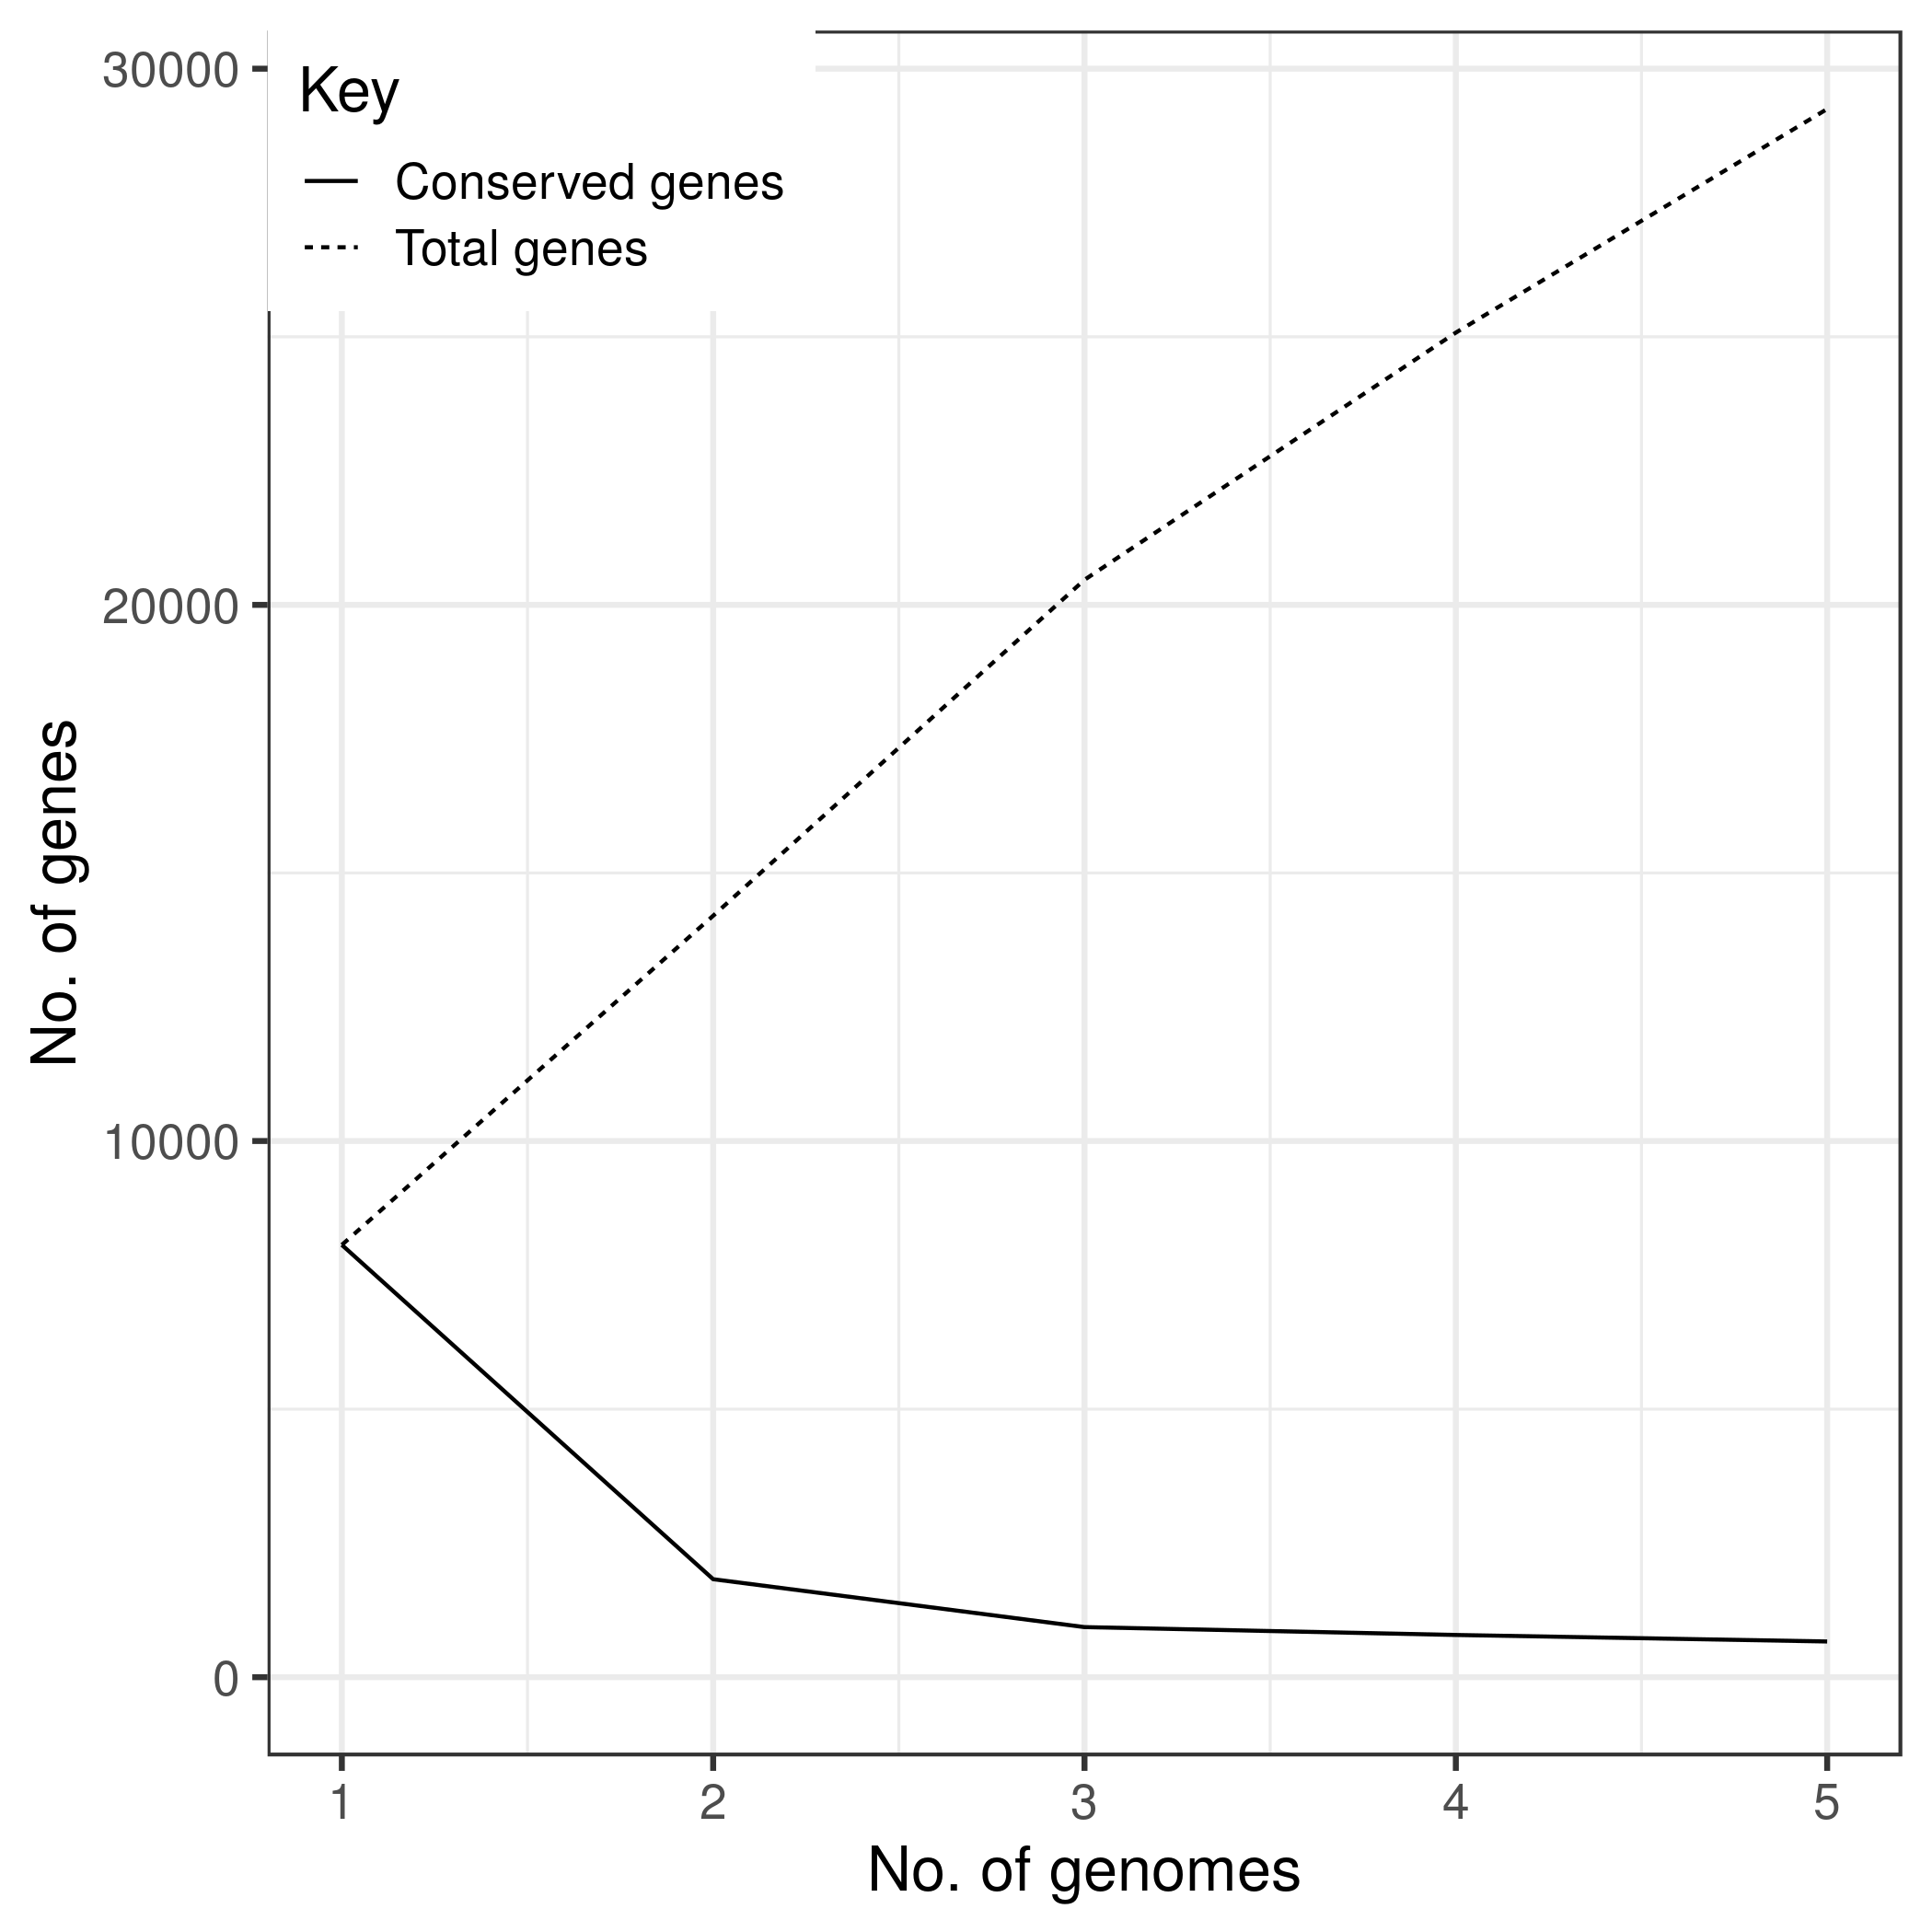 Key
Conserved genes
Total genes
No. of genes
30000
20000
10000
0
1 2 3 4 5
No. of genomes